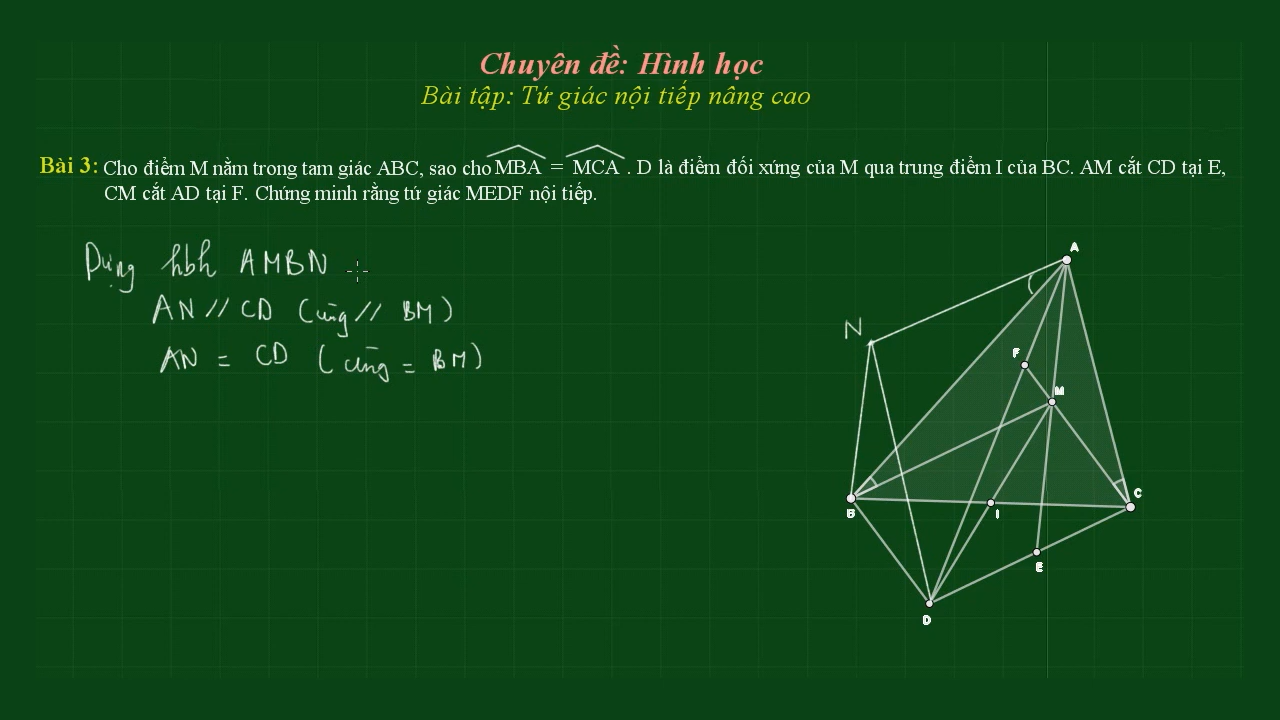 Chuyên đề: Hình học
Bài tập: Tứ giác nội tiếp nâng cao
Bài 3: Cho điểm M nằm trong tam giác ABC, sao cho MBA = MCA . D là điểm đối xứng của M qua trung điểm I của BC. AM cắt CD tại E,
CM cắt AD tại F. Chứng minh rằng tứ giác MEDF nội tiếp.
Dựng hbh AMBN
AN // CD (cùng // BM)
AN = CD (cùng = BM)
A
N
F
M
B
I
C
E
D